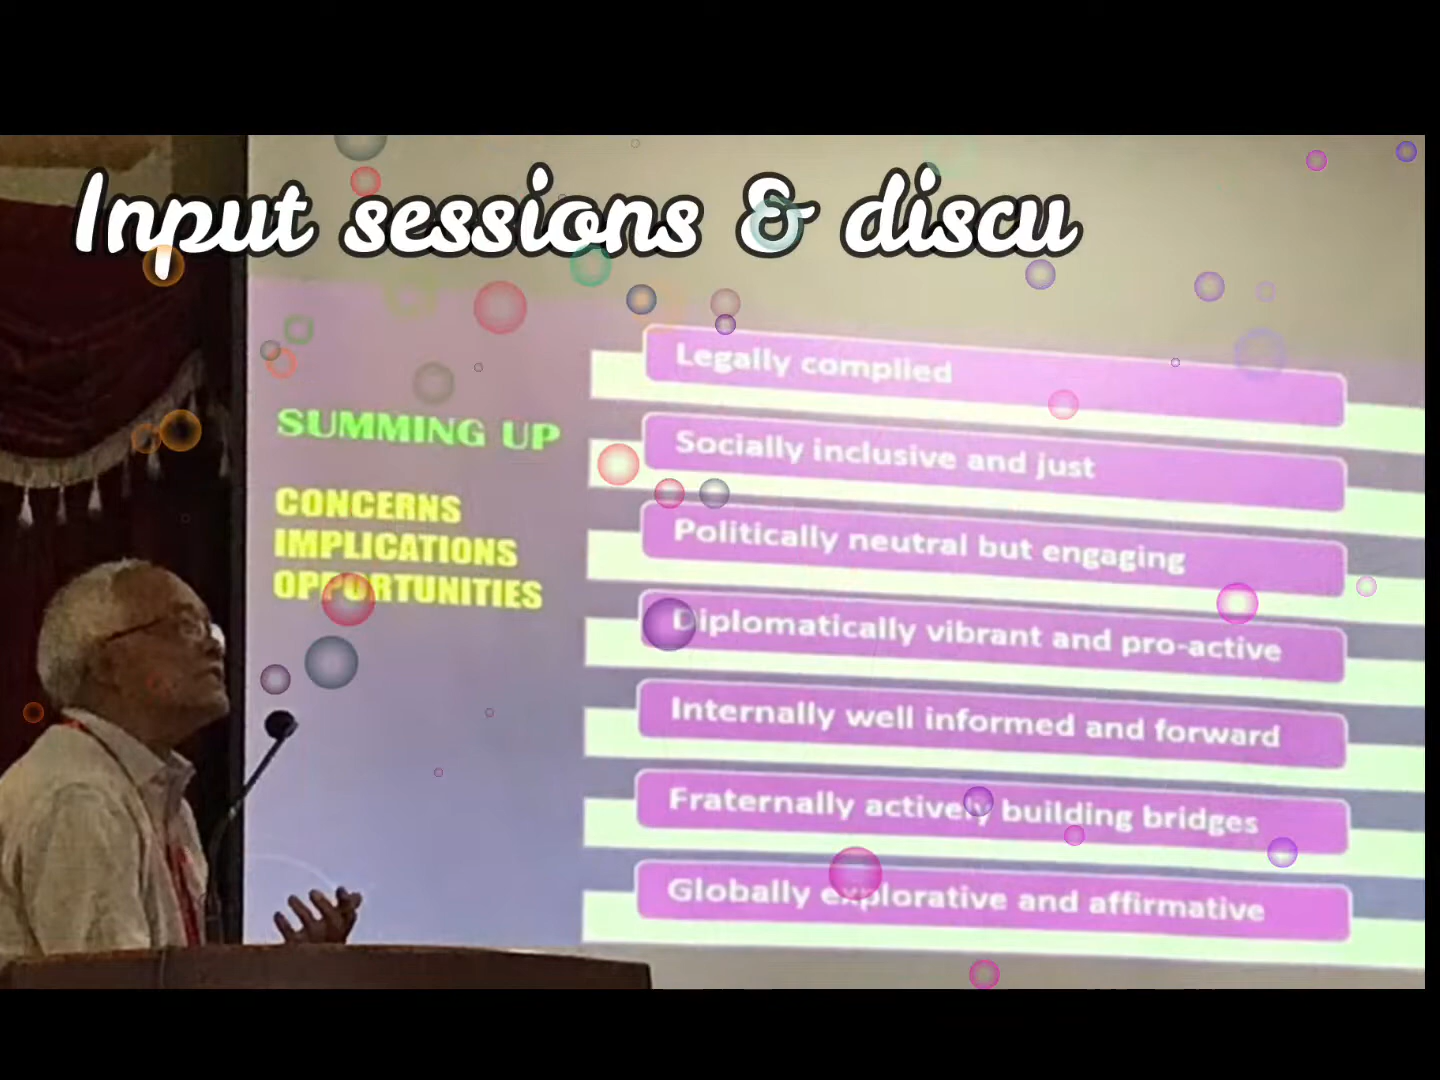 Input sessions & discu
SUMMING UP
CONCERNS
IMPLICATIONS
OPPORTUNITIES
Legally complied
Socially inclusive and just
Politically neutral but engaging
Diplomatically vibrant and pro-active
Internally well informed and forward
Fraternally actively building bridges
Globally explorative and affirmative